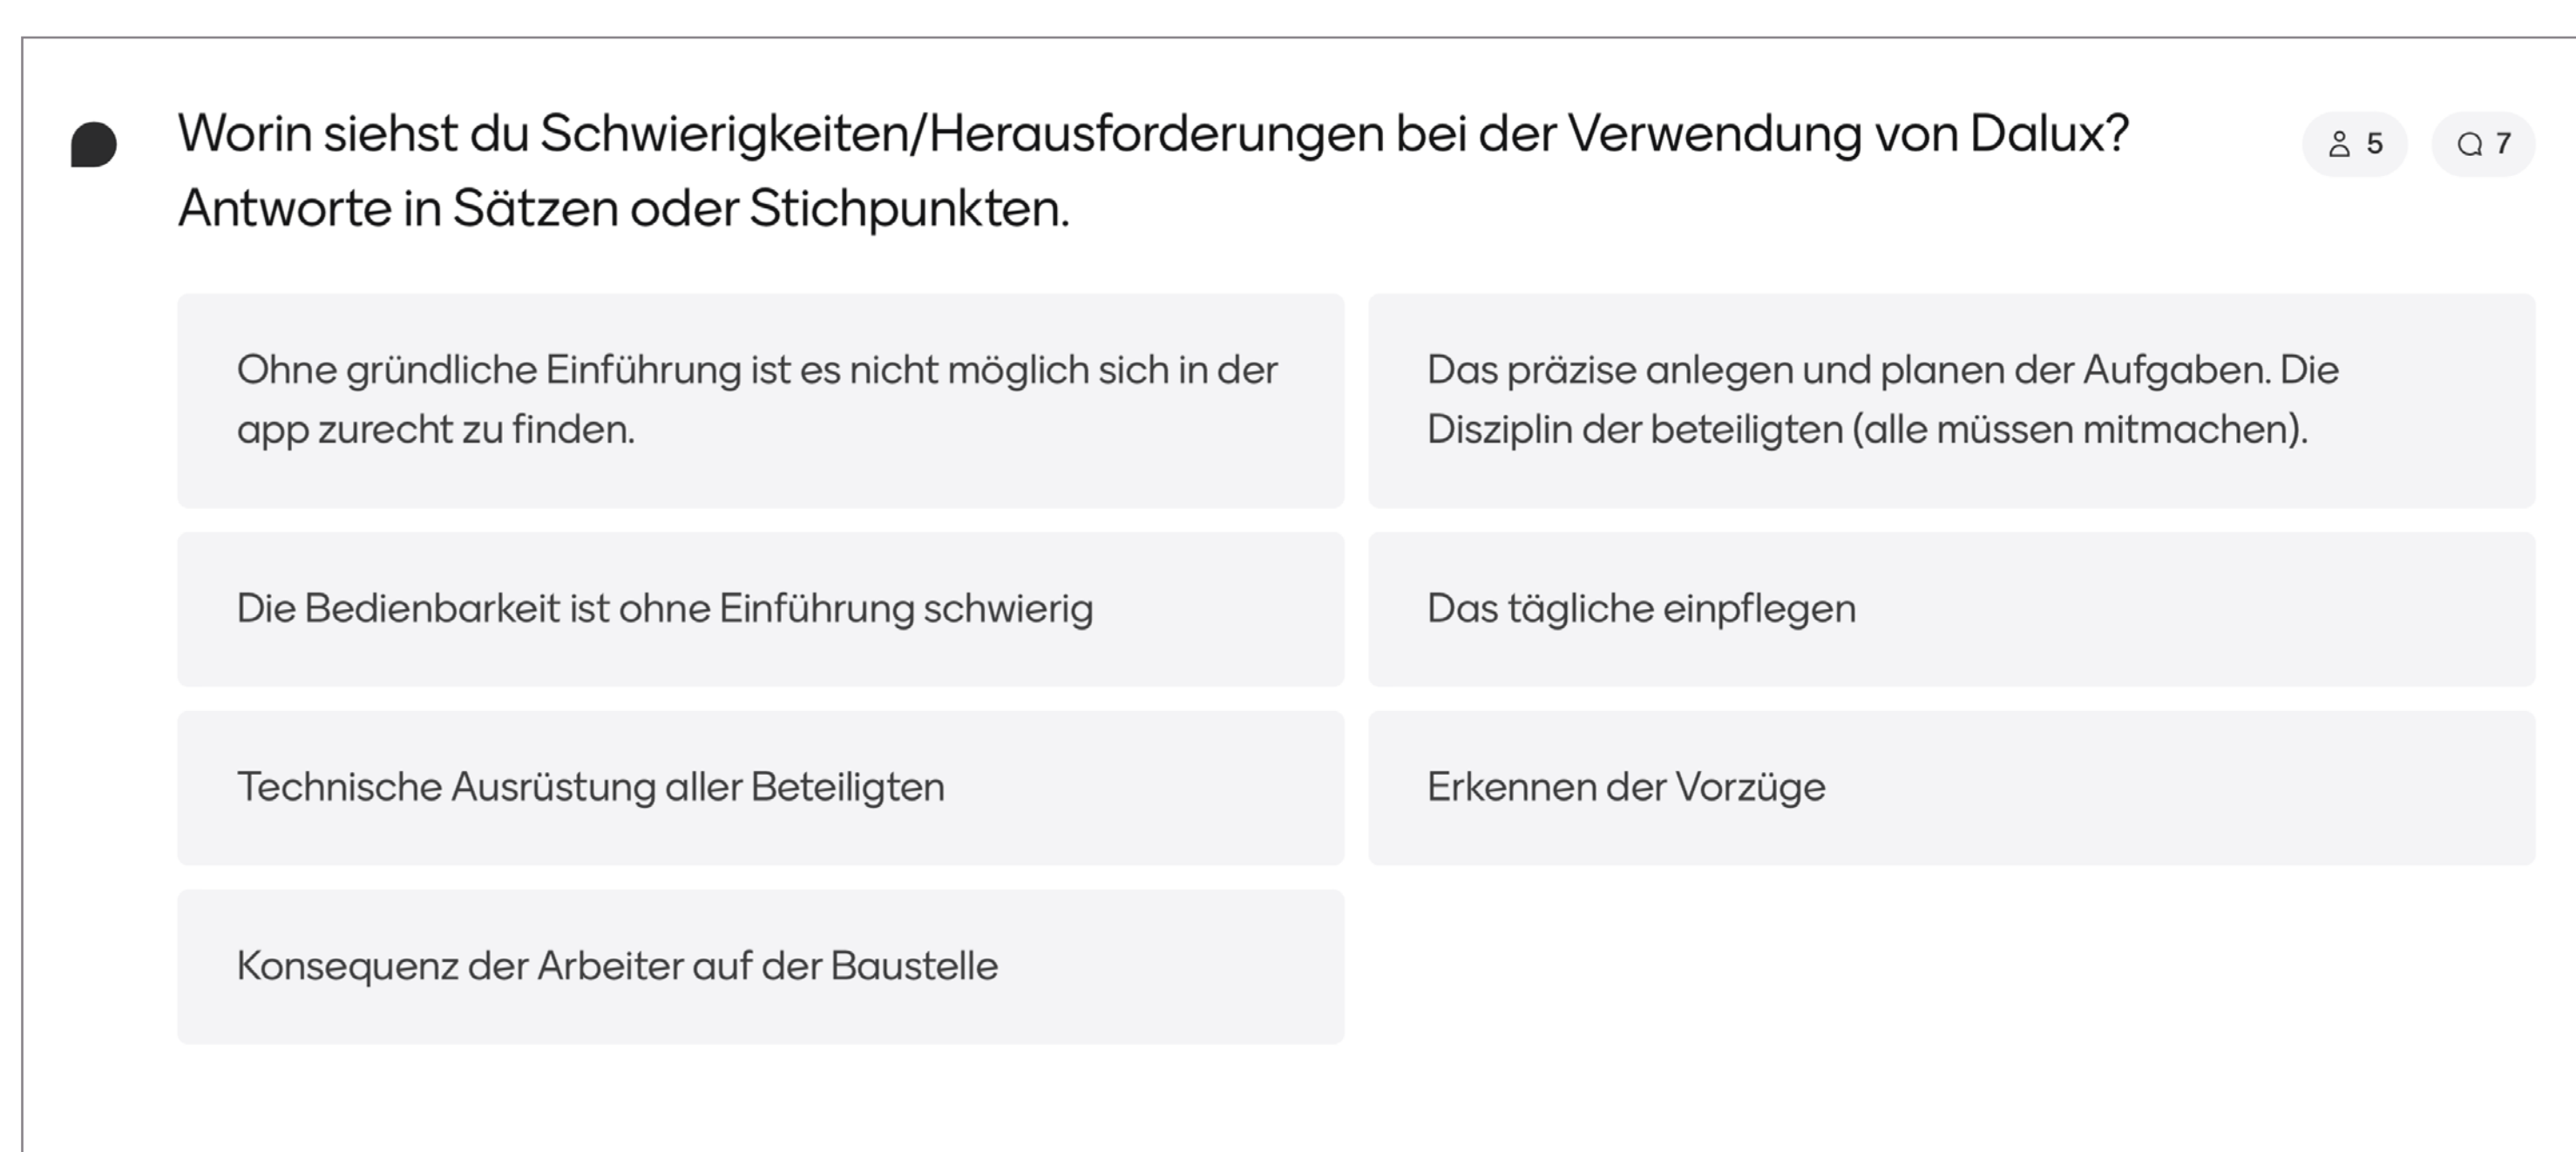 Worin siehst du Schwierigkeiten/Herausforderungen bei der Verwendung von Dalux?
Antworte in Sätzen oder Stichpunkten.
5
7
Ohne gründliche Einführung ist es nicht möglich sich in der
app zurecht zu finden.
Das präzise anlegen und planen der Aufgaben. Die
Disziplin der beteiligten (alle müssen mitmachen).
Die Bedienbarkeit ist ohne Einführung schwierig
Das tägliche einpflegen
Technische Ausrüstung aller Beteiligten
Erkennen der Vorzüge
Konsequenz der Arbeiter auf der Baustelle